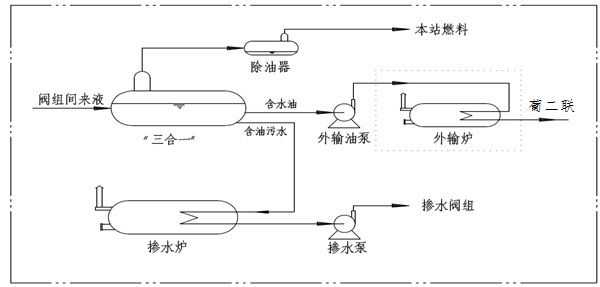 本站燃料
除油器
阀组间来液
含水油
葡二联
"三合一"
含油污水
外输油泵
外输炉
掺水阀组
掺水炉
掺水泵